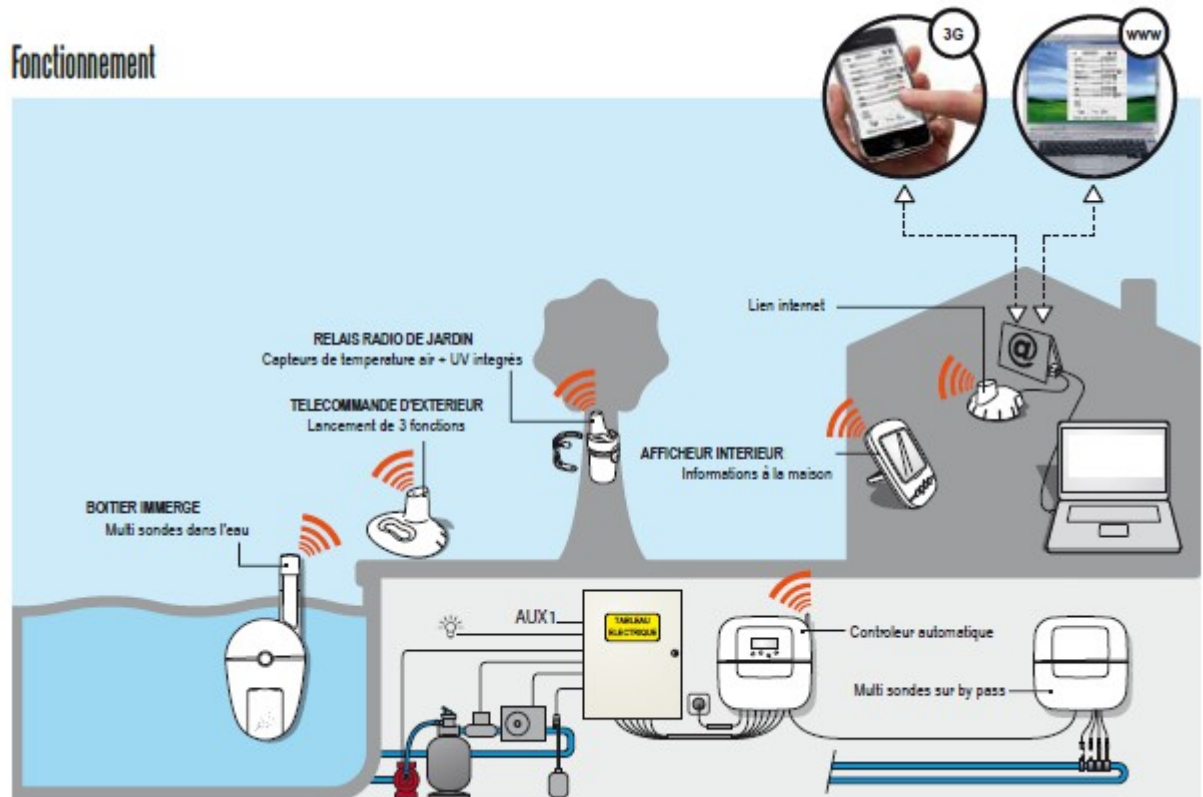 Fonctionnement
3G
www
Lien internet
RELAIS RADIO DE JARDIN
Capteurs de temperature air + UV integrés
TELECOMMANDE D'EXTERIEUR
Lancement de 3 fonctions
@
AFFICHEUR INTERIEUR
Informations à la maison
BOITIER IMMERGE
Multi sondes dans l'eau
AUX1
TABLEAU
ELECTRIQUE
Controleur automatique
Multi sondes sur by pass